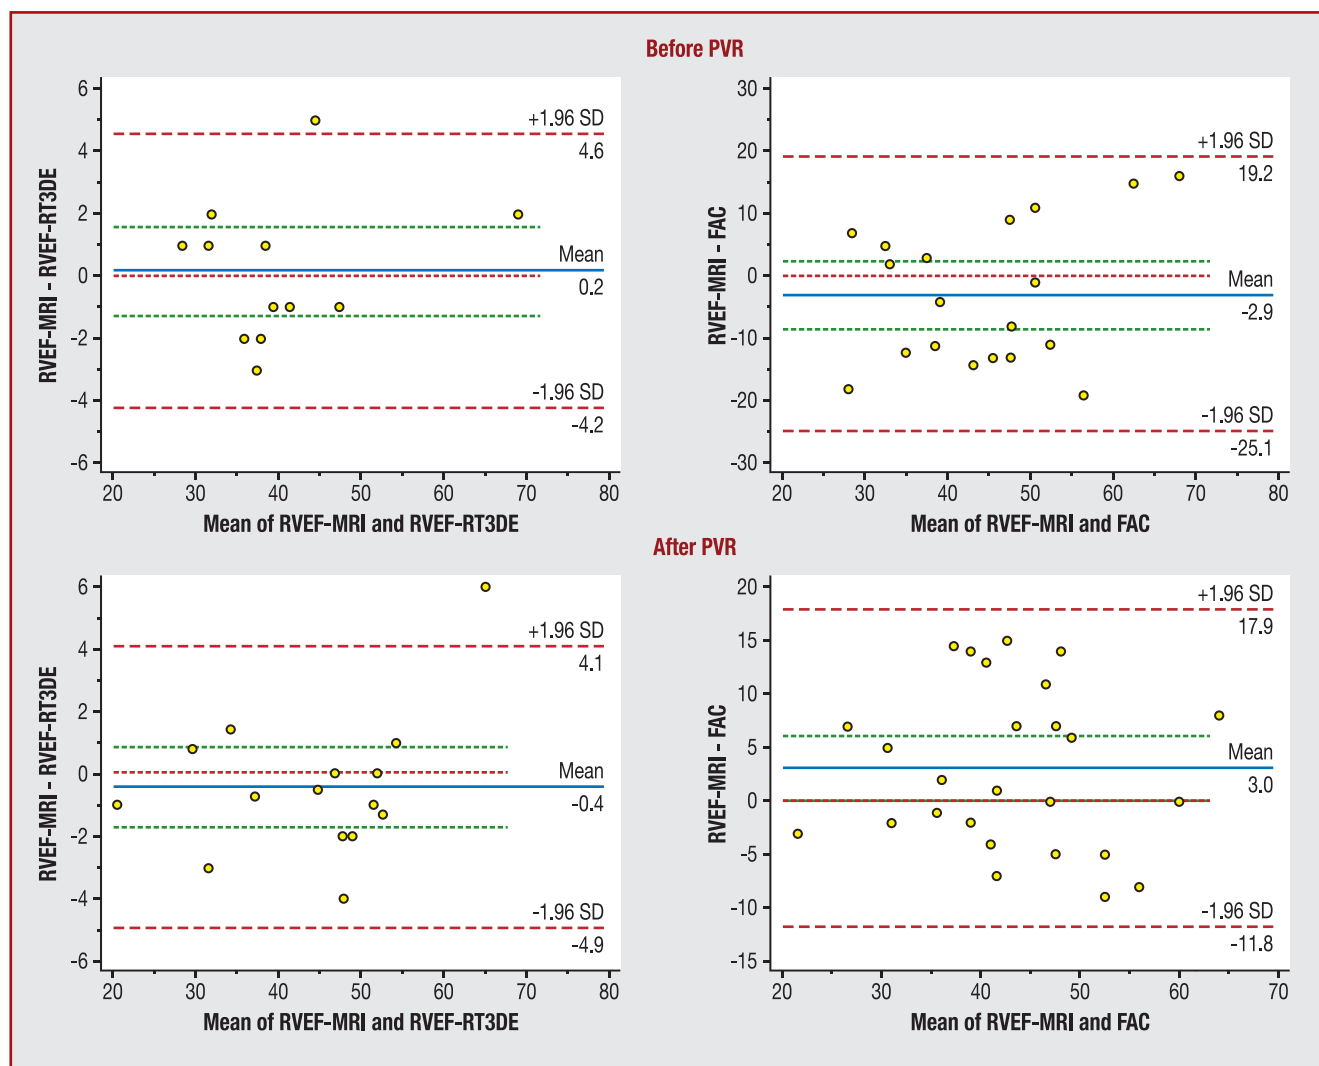 Before PVR
RVEF-MRI - RVEF-RT3DE
6
4
2
0
-2
-4
-6
+1.96 SD
4.6
Mean
0.2
-1.96 SD
-4.2
20 30 40 50 60 70 80
Mean of RVEF-MRI and RVEF-RT3DE
RVEF-MRI - FAC
30
20
10
0
-10
-20
-30
+1.96 SD
19.2
Mean
-2.9
-1.96 SD
-25.1
20 30 40 50 60 70 80
Mean of RVEF-MRI and FAC
After PVR
RVEF-MRI - RVEF-RT3DE
6
4
2
0
-2
-4
-6
+1.96 SD
4.1
Mean
-0.4
-1.96 SD
-4.9
20 30 40 50 60 70 80
Mean of RVEF-MRI and RVEF-RT3DE
RVEF-MRI - FAC
20
15
10
5
0
-5
-10
-15
+1.96 SD
17.9
Mean
3.0
-1.96 SD
-11.8
20 30 40 50 60 70
Mean of RVEF-MRI and FAC